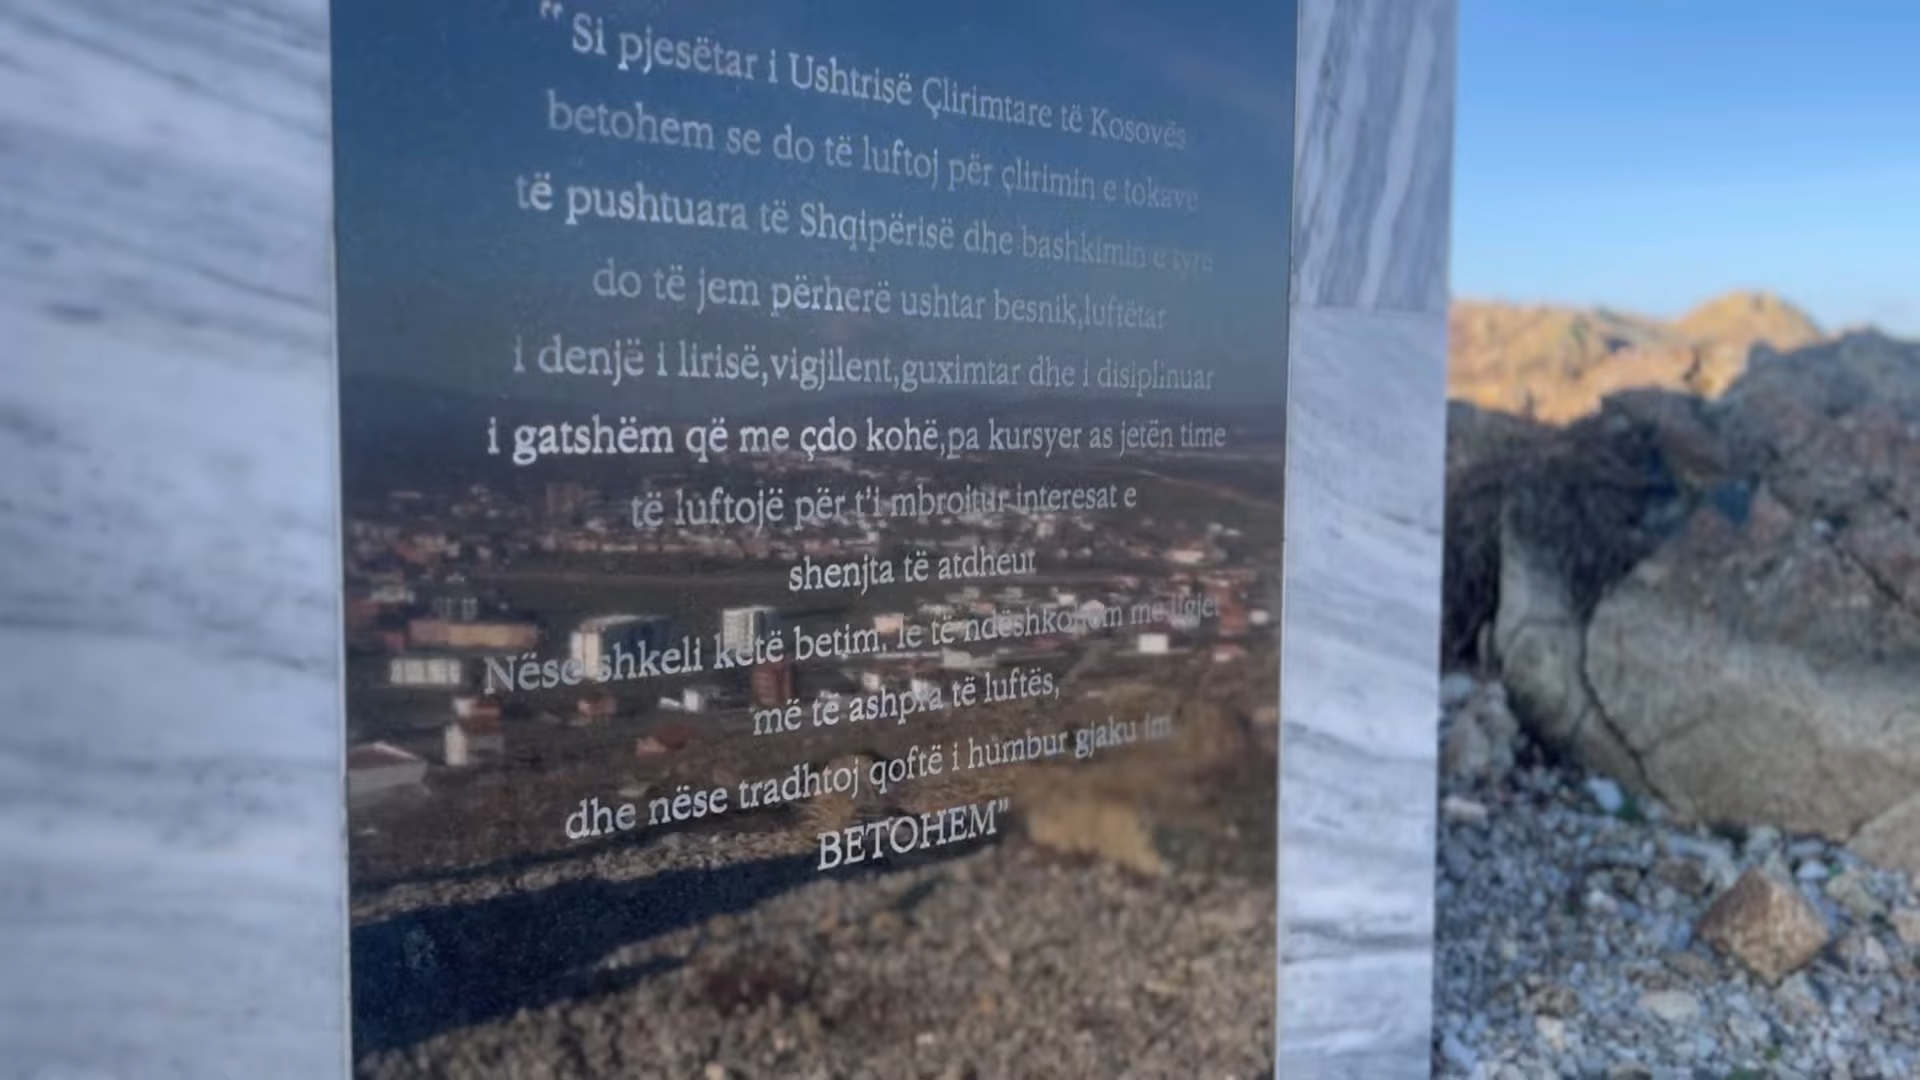 “Si pjesëtar i Ushtrisë Çlirimtare të Kosovës
betohem se do të luftoj për çlirimin e tokave
të pushtuara të Shqipërisë dhe bashkimin e tyre
do të jem përherë ushtar besnik,luftëtar
i denjë i lirisë,vigjilent,guximtar dhe i disiplinuar
i gatshëm që me çdo kohë,pa kursyer as jetën time
të luftojë për t'i mbrojtur interesat e
shenjta të atdheut
Nëse shkeli këtë betim, le të ndëshkohem me ligjet
më të ashpra të luftës,
dhe nëse tradhtoj qoftë i humbur gjaku im
BETOHEM”